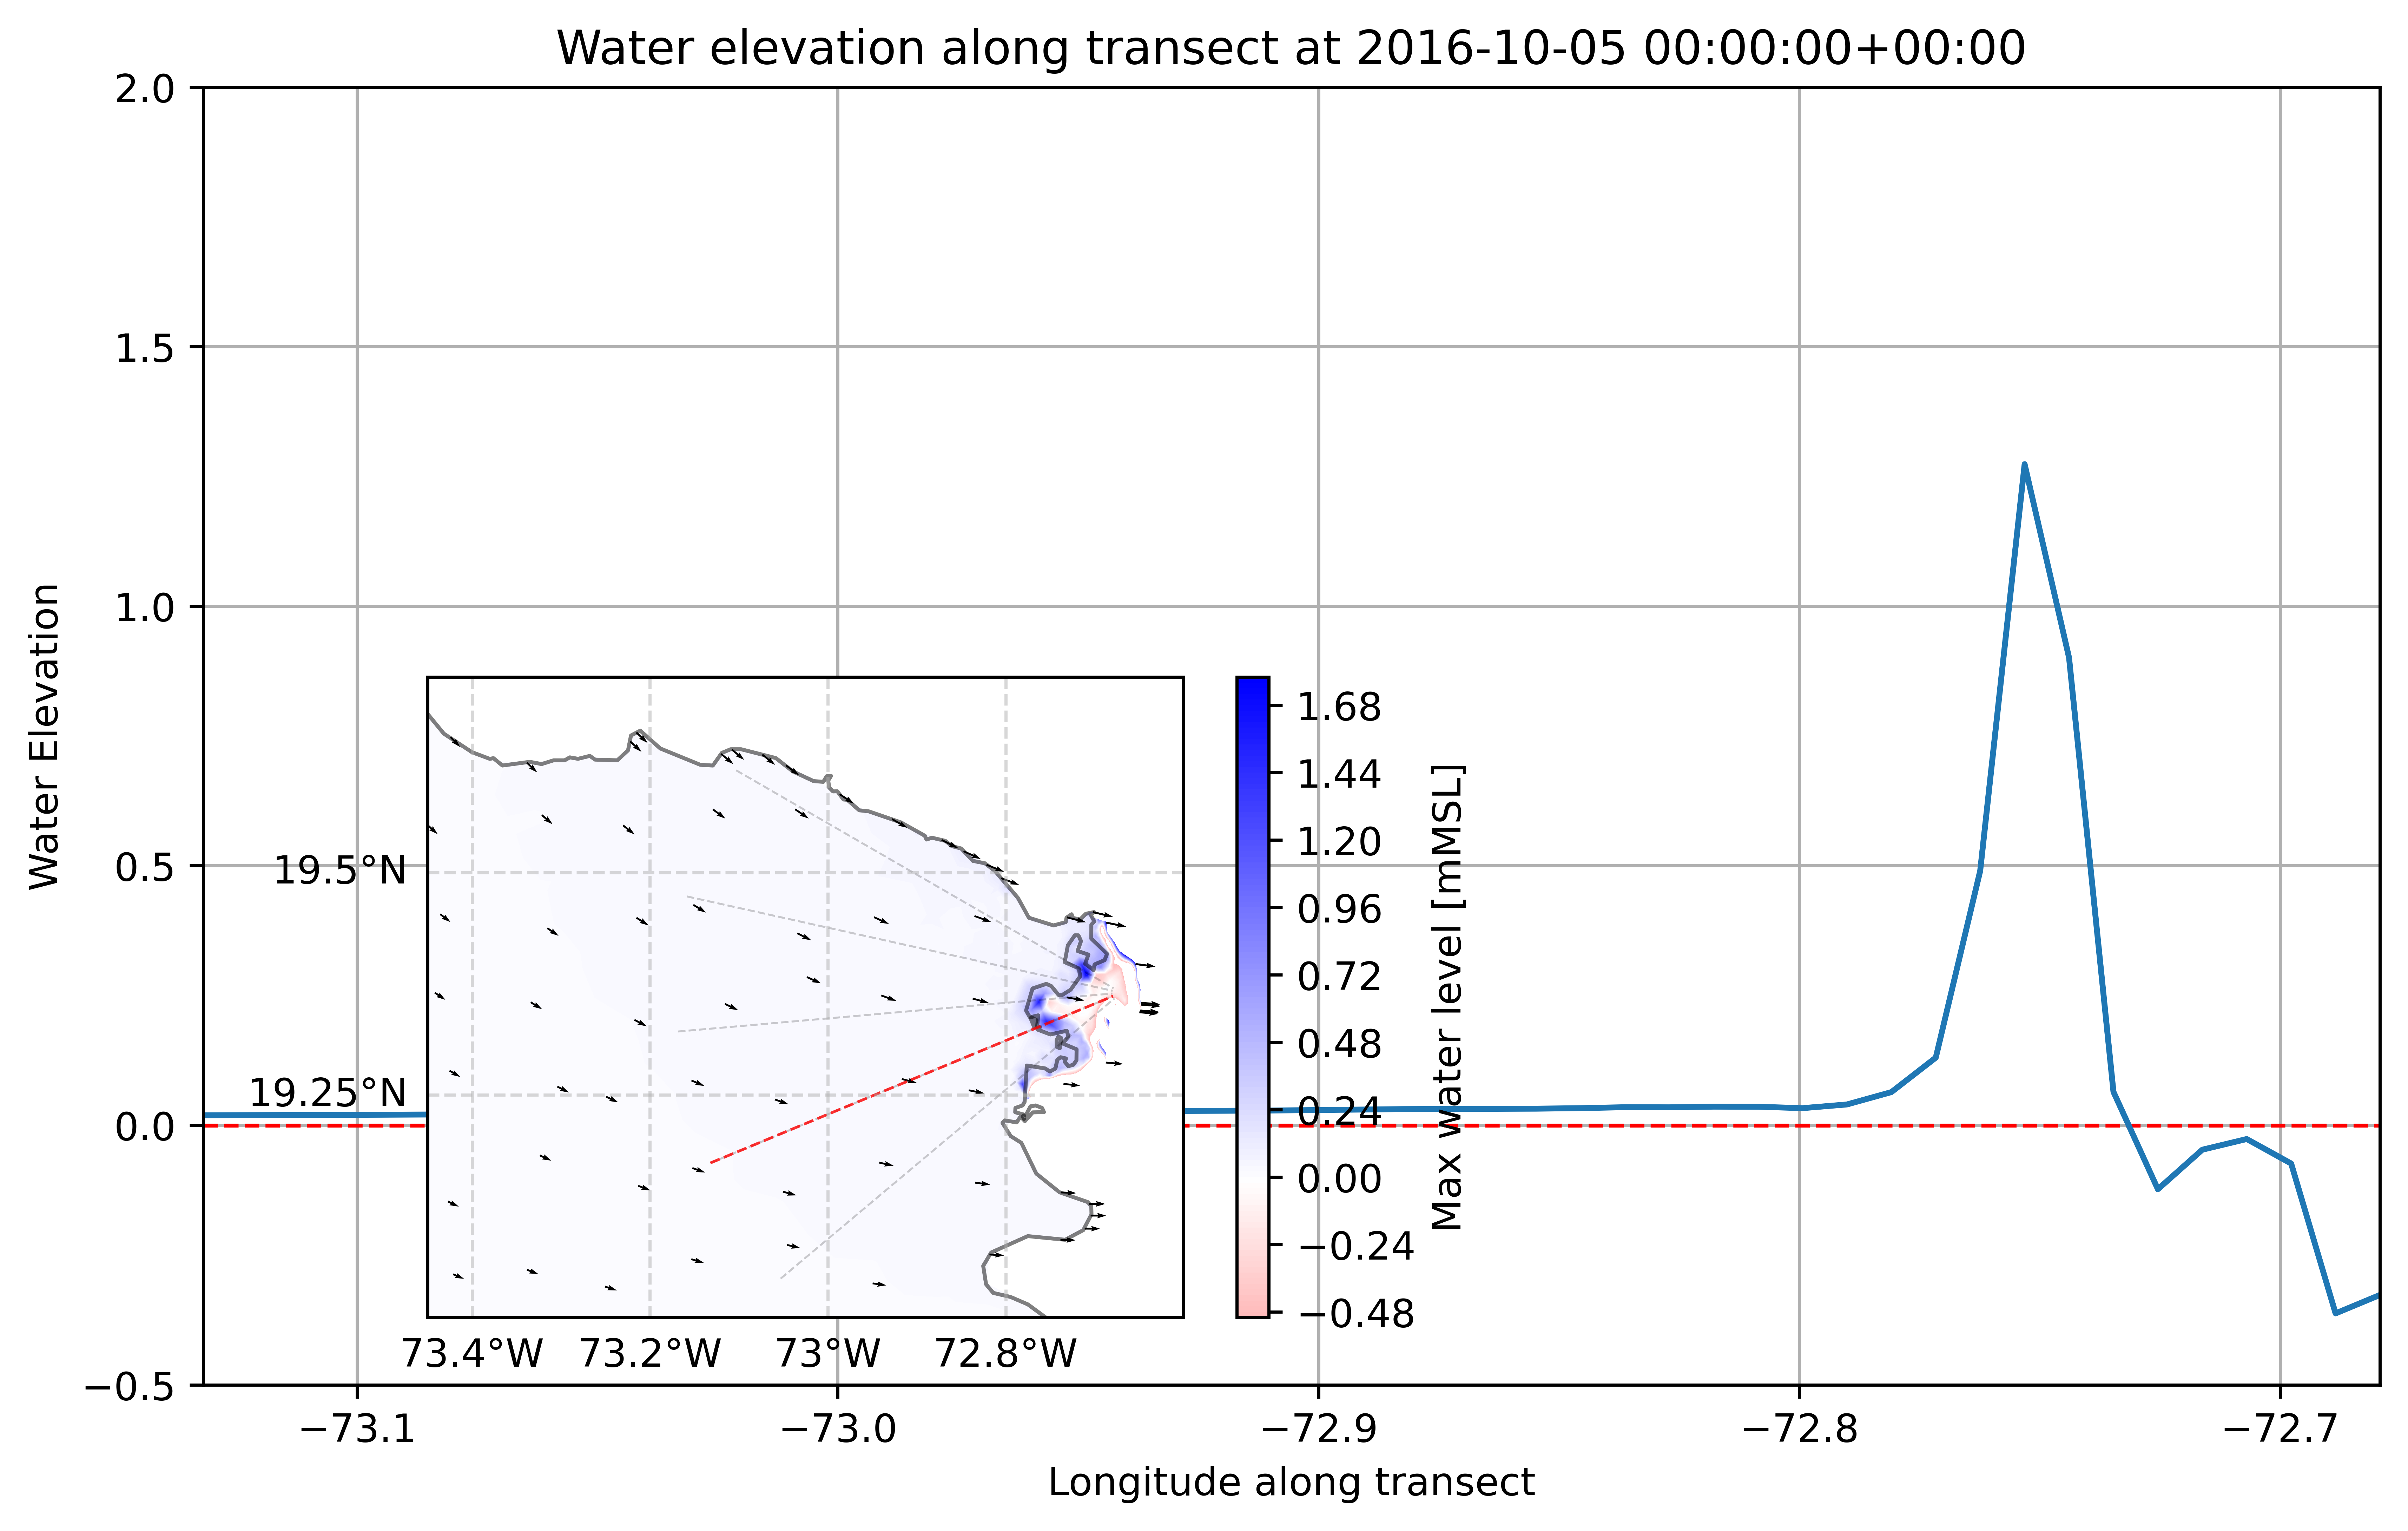 Water elevation along transect at 2016-10-05 00:00:00+00:00
Water Elevation
2.0
1.5
1.0
0.5
0.0
−0.5
19.5°N
19.25°N
73.4°W 73.2°W 73°W 72.8°W
1.68
1.44
1.20
0.96
0.72
0.48
0.24
0.00
−0.24
−0.48
Max water level [mMSL]
−73.1 −73.0 −72.9 −72.8 −72.7
Longitude along transect